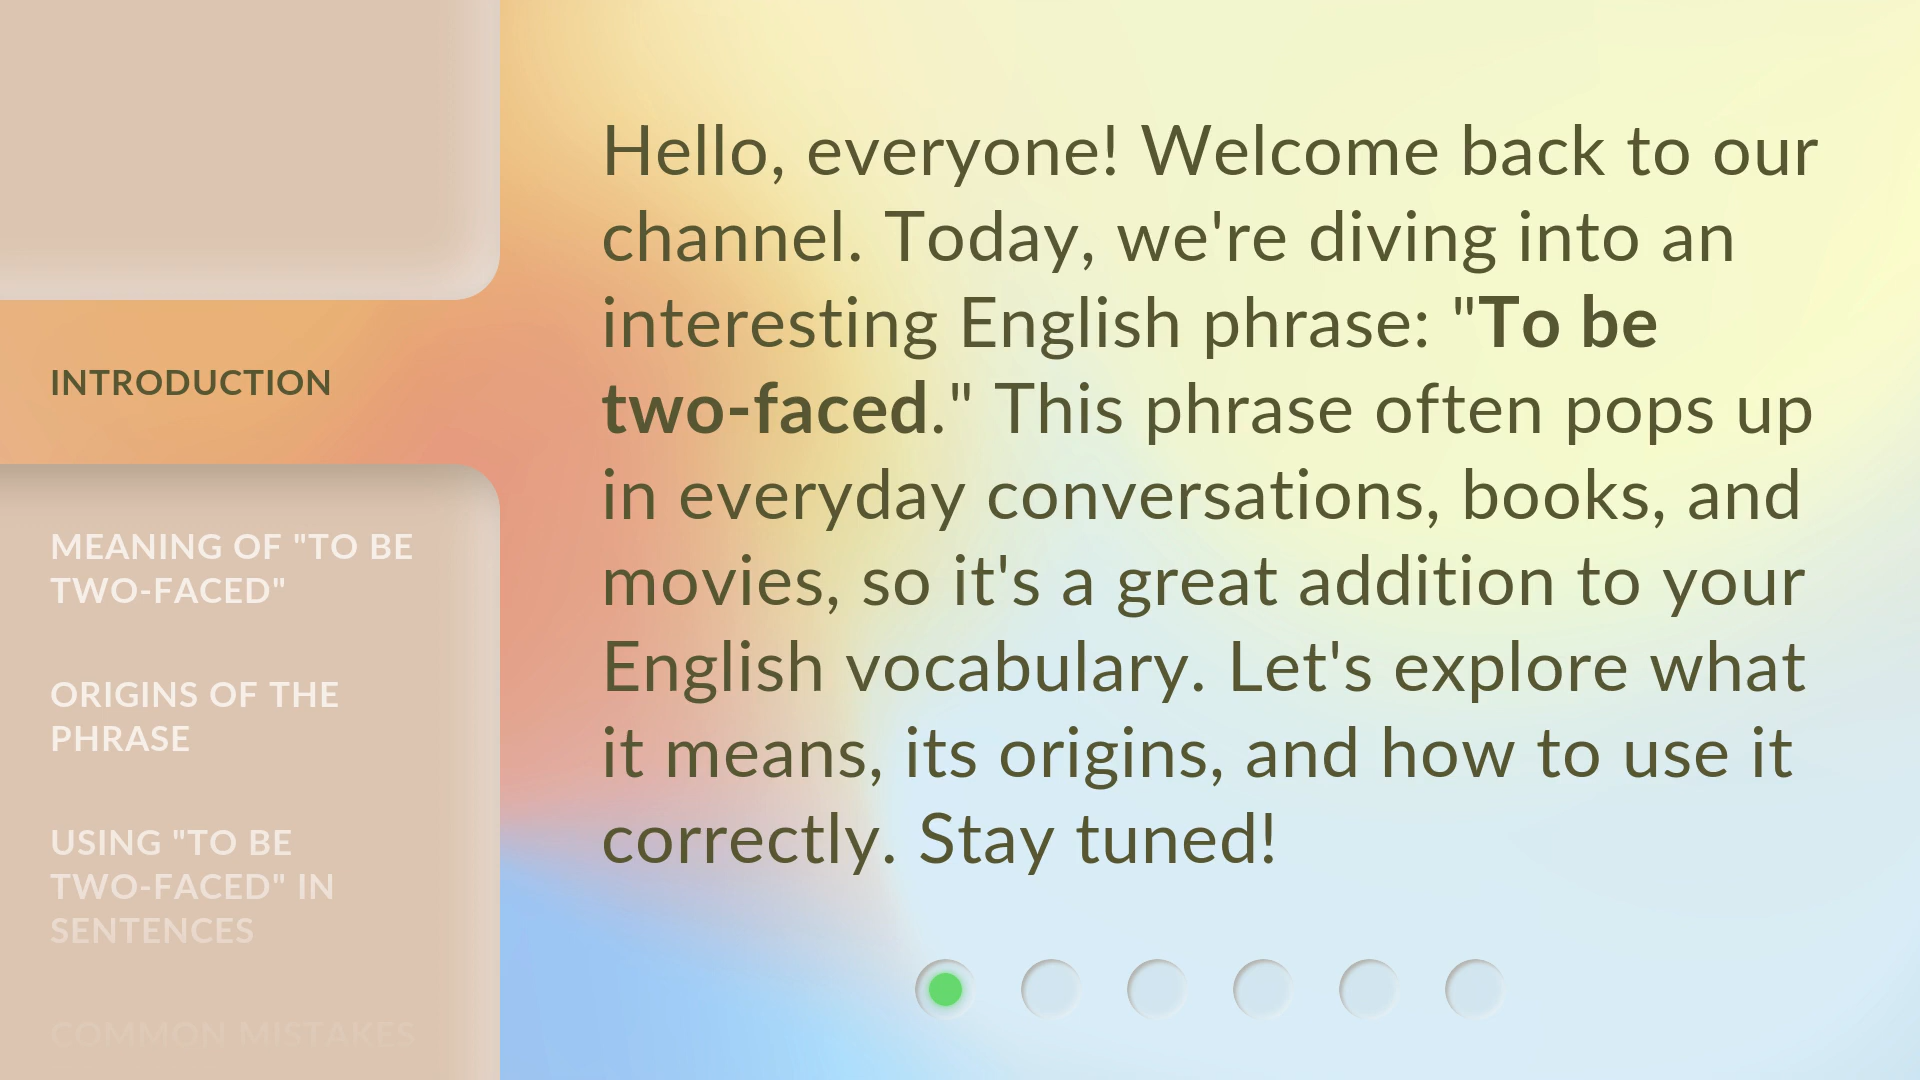 INTRODUCTION
MEANING OF "TO BE
TWO-FACED"
ORIGINS OF THE
PHRASE
USING "TO BE
TWO-FACED" IN
SENTENCES
COMMON MISTAKES
Hello, everyone! Welcome back to our
channel. Today, we're diving into an
interesting English phrase: "To be
two-faced." This phrase often pops up
in everyday conversations, books, and
movies, so it's a great addition to your
English vocabulary. Let's explore what
it means, its origins, and how to use it
correctly. Stay tuned!